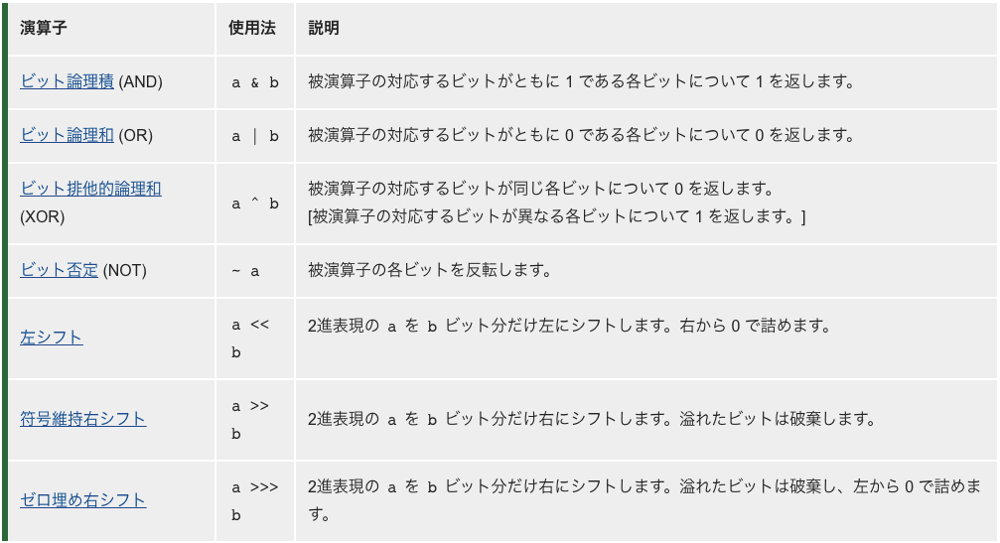 演算子 使用法 説明
ビット論理積 (AND) a & b 被演算子の対応するビットがともに 1 である各ビットについて 1 を返します。
ビット論理和 (OR) a | b 被演算子の対応するビットがともに 0 である各ビットについて 0 を返します。
ビット排他的論理和
(XOR)
a ^ b
被演算子の対応するビットが同じ各ビットについて 0 を返します。
[被演算子の対応するビットが異なる各ビットについて 1 を返します。]
ビット否定 (NOT) ~ a 被演算子の各ビットを反転します。
左シフト
a <<
b
2進表現の a を b ビット分だけ左にシフトします。右から 0 で詰めます。
符号維持右シフト
a >>
b
2進表現の a を b ビット分だけ右にシフトします。溢れたビットは破棄します。
ゼロ埋め右シフト
a >>>
b
2進表現の a を b ビット分だけ右にシフトします。溢れたビットは破棄し、左から 0 で詰めま
す。